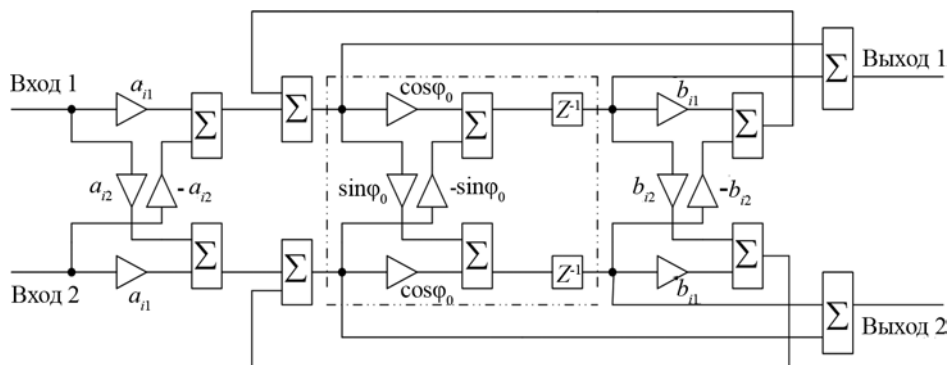 Вход 1
a_{i1}
Σ
Σ
cosφ₀
Σ
Z⁻¹
b_{i1}
Σ
Σ
Выход 1
a_{i2}
-a_{i2}
sinφ₀
-sinφ₀
b_{i2}
-b_{i2}
Вход 2
a_{i1}
Σ
Σ
cosφ₀
Σ
Z⁻¹
b_{i1}
Σ
Σ
Выход 2